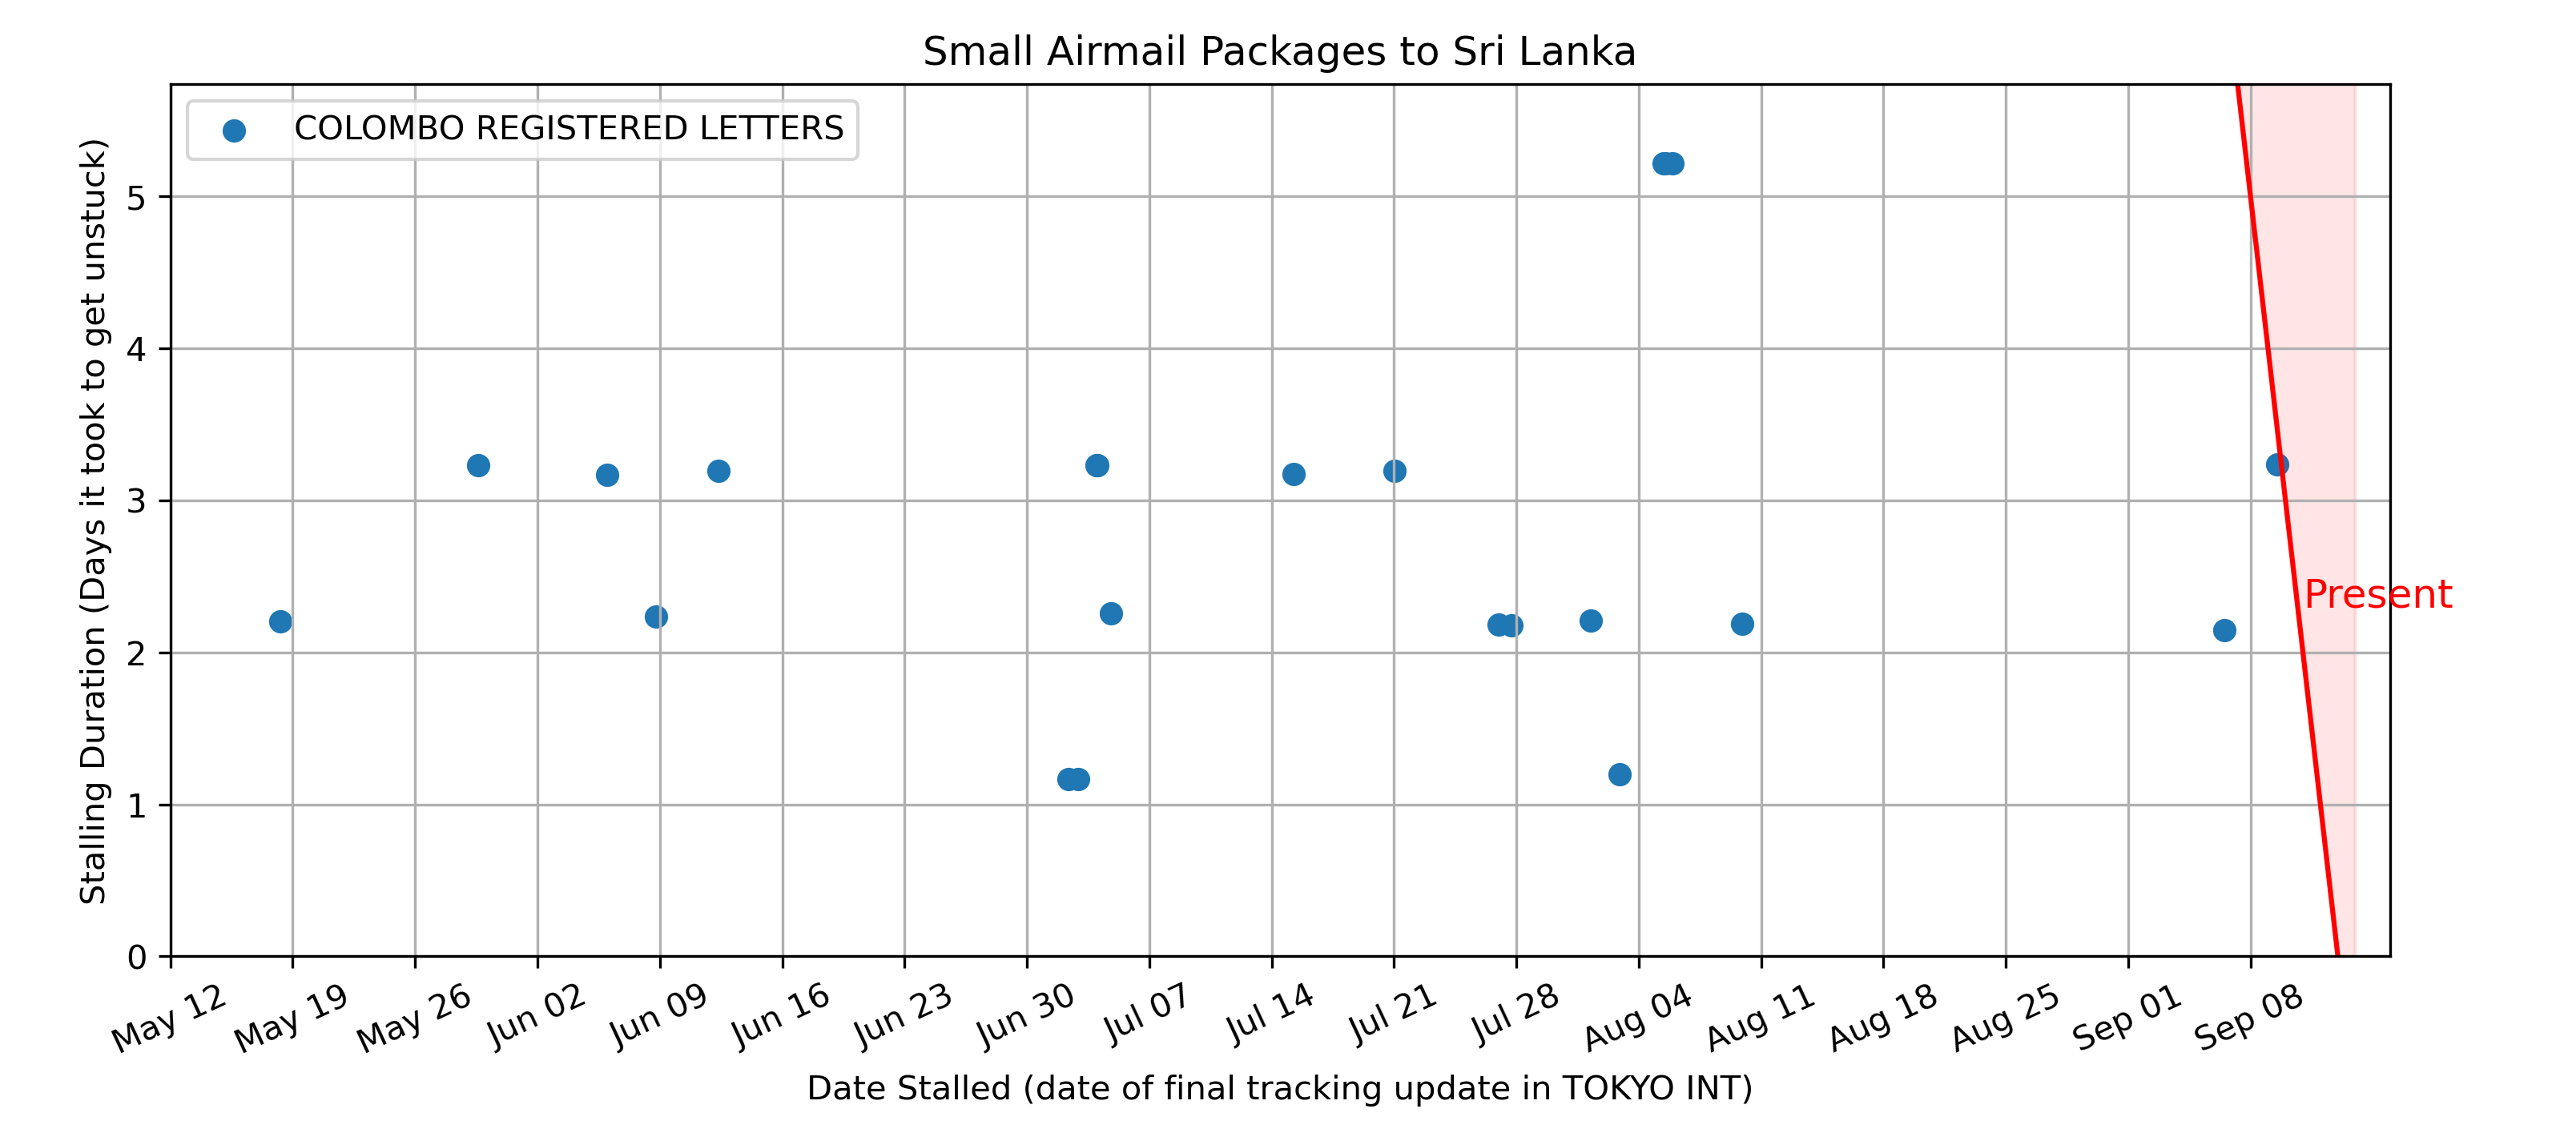 Small Airmail Packages to Sri Lanka
COLOMBO REGISTERED LETTERS
Stalling Duration (Days it took to get unstuck)
5
4
3
2
1
0
Present
May 12 May 19 May 26 Jun 02 Jun 09 Jun 16 Jun 23 Jun 30 Jul 07 Jul 14 Jul 21 Jul 28 Aug 04 Aug 11 Aug 18 Aug 25 Sep 01 Sep 08
Date Stalled (date of final tracking update in TOKYO INT)